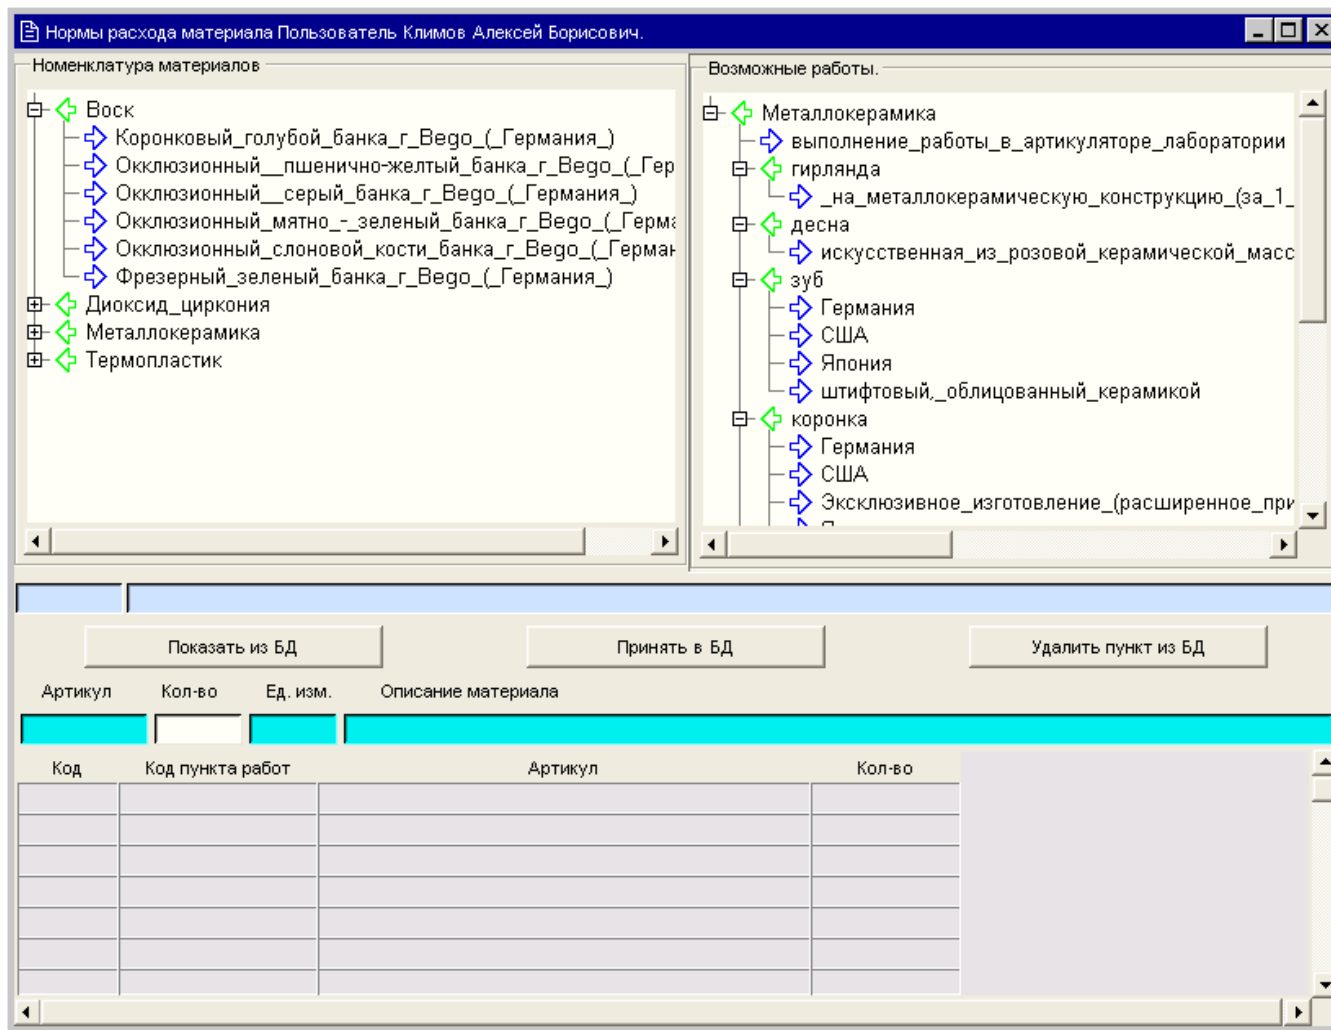 Нормы расхода материала Пользователь Климов Алексей Борисович.
Номенклатура материалов
Воск
Коронковый_голубой_банка_г_Bego_(_Германия_)
Окклюзионный__пшенично-желтый_банка_г_Bego_(_Гер
Окклюзионный__серый_банка_г_Bego_(_Германия_)
Окклюзионный_мятно_-_зеленый_банка_г_Bego_(_Герма
Окклюзионный_слоновой_кости_банка_г_Bego_(_Герман
Фрезерный_зеленый_банка_г_Bego_(_Германия_)
Диоксид_циркония
Металлокерамика
Термопластик
Возможные работы.
Металлокерамика
выполнение_работы_в_артикуляторе_лаборатории
гирлянда
_на_металлокерамическую_конструкцию_(за_1_
десна
искусственная_из_розовой_керамической_масс
зуб
Германия
США
Япония
штифтовый,_облицованный_керамикой
коронка
Германия
США
Эксклюзивное_изготовление_(расширенное_при
Показать из БД
Принять в БД
Удалить пункт из БД
Артикул Кол-во Ед. изм. Описание материала
Код Код пункта работ Артикул Кол-во